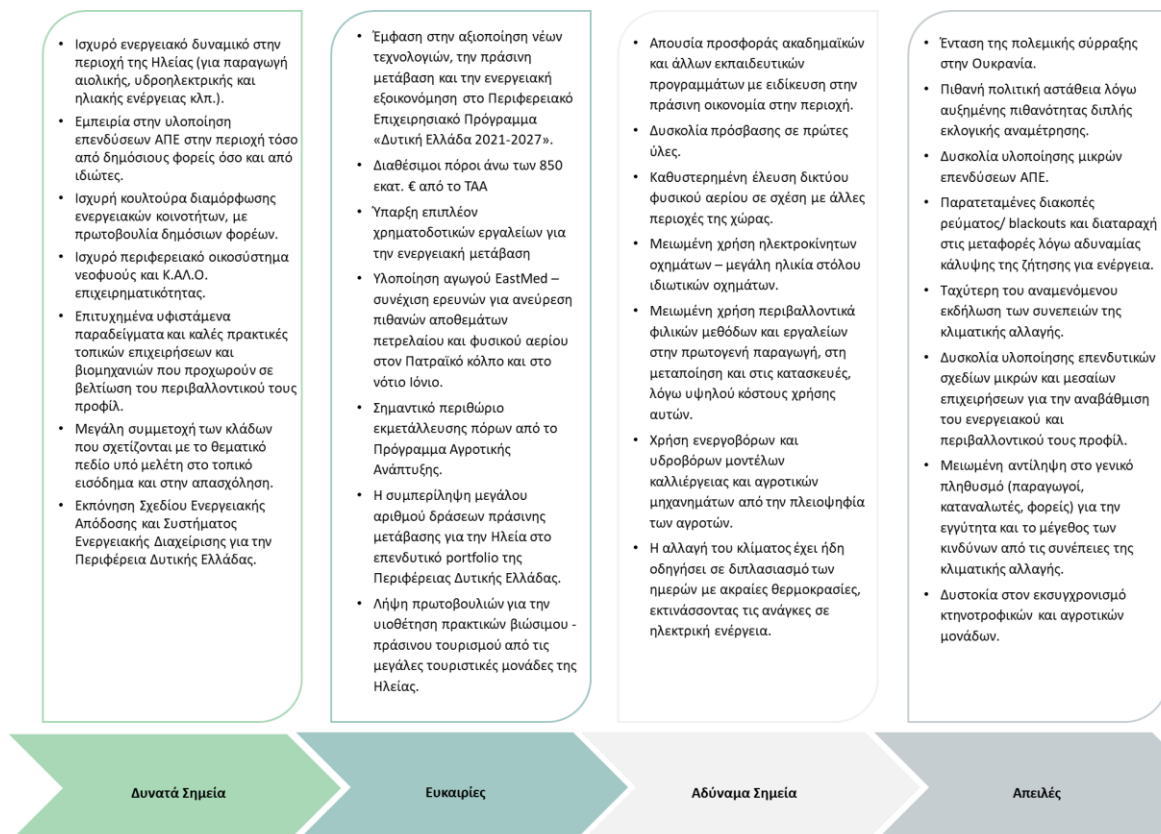 • Ισχυρό ενεργειακό δυναμικό στην
περιοχή της Ηλείας (για παραγωγή
αιολικής, υδροηλεκτρικής και
ηλιακής ενέργειας κλπ.).
• Εμπειρία στην υλοποίηση
επενδύσεων ΑΠΕ στην περιοχή τόσο
από δημόσιους φορείς όσο και από
ιδιώτες.
• Ισχυρή κουλτούρα διαμόρφωσης
ενεργειακών κοινοτήτων, με
πρωτοβουλία δημόσιων φορέων.
• Ισχυρό περιφερειακό οικοσύστημα
νεοφυούς και Κ.ΑΛ.Ο.
επιχειρηματικότητας.
• Επιτυχημένα υφιστάμενα
παραδείγματα και καλές πρακτικές
τοπικών επιχειρήσεων και
βιομηχανιών που προχωρούν σε
βελτίωση του περιβαλλοντικού τους
προφίλ.
• Μεγάλη συμμετοχή των κλάδων
που σχετίζονται με το θεματικό
πεδίο υπό μελέτη στο τοπικό
εισόδημα και στην απασχόληση.
• Εκπόνηση Σχεδίου Ενεργειακής
Απόδοσης και Συστήματος
Ενεργειακής Διαχείρισης για την
Περιφέρεια Δυτικής Ελλάδας.
• Έμφαση στην αξιοποίηση νέων
τεχνολογιών, την πράσινη
μετάβαση και την ενεργειακή
εξοικονόμηση στο Περιφερειακό
Επιχειρησιακό Πρόγραμμα
«Δυτική Ελλάδα 2021-2027».
• Διαθέσιμοι πόροι άνω των 850
εκατ. € από το ΤΑΑ
• Ύπαρξη επιπλέον
χρηματοδοτικών εργαλείων για
την ενεργειακή μετάβαση
• Υλοποίηση αγωγού EastMed –
συνέχιση ερευνών για ανεύρεση
πιθανών αποθεμάτων
πετρελαίου και φυσικού αερίου
στον Πατραϊκό κόλπο και στο
νότιο Ιόνιο.
• Σημαντικό περιθώριο
εκμετάλλευσης πόρων από το
Πρόγραμμα Αγροτικής
Ανάπτυξης.
• Η συμπερίληψη μεγάλου
αριθμού δράσεων πράσινης
μετάβασης για την Ηλεία στο
επενδυτικό portfolio της
Περιφέρειας Δυτικής Ελλάδας.
• Λήψη πρωτοβουλιών για την
υιοθέτηση πρακτικών βιώσιμου -
πράσινου τουρισμού από τις
μεγάλες τουριστικές μονάδες της
Ηλείας.
• Απουσία προσφοράς ακαδημαϊκών
και άλλων εκπαιδευτικών
προγραμμάτων με ειδίκευση στην
πράσινη οικονομία στην περιοχή.
• Δυσκολία πρόσβασης σε πρώτες
ύλες.
• Καθυστερημένη έλευση δικτύου
φυσικού αερίου σε σχέση με άλλες
περιοχές της χώρας.
• Μειωμένη χρήση ηλεκτροκίνητων
οχημάτων – μεγάλη ηλικία στόλου
ιδιωτικών οχημάτων.
• Μειωμένη χρήση περιβαλλοντικά
φιλικών μεθόδων και εργαλείων
στην πρωτογενή παραγωγή, στη
μεταποίηση και στις κατασκευές,
λόγω υψηλού κόστους χρήσης
αυτών.
• Χρήση ενεργοβόρων και
υδροβόρων μοντέλων
καλλιέργειας και αγροτικών
μηχανημάτων από την πλειοψηφία
των αγροτών.
• Η αλλαγή του κλίματος έχει ήδη
οδηγήσει σε διπλασιασμό των
ημερών με ακραίες θερμοκρασίες,
εκτινάσσοντας τις ανάγκες σε
ηλεκτρική ενέργεια.
• Ένταση της πολεμικής σύρραξης
στην Ουκρανία.
• Πιθανή πολιτική αστάθεια λόγω
αυξημένης πιθανότητας διπλής
εκλογικής αναμέτρησης.
• Δυσκολία υλοποίησης μικρών
επενδύσεων ΑΠΕ.
• Παρατεταμένες διακοπές
ρεύματος/ blackouts και διαταραχή
στις μεταφορές λόγω αδυναμίας
κάλυψης της ζήτησης για ενέργεια.
• Ταχύτερη του αναμενόμενου
εκδήλωση των συνεπειών της
κλιματικής αλλαγής.
• Δυσκολία υλοποίησης επενδυτικών
σχεδίων μικρών και μεσαίων
επιχειρήσεων για την αναβάθμιση
του ενεργειακού και
περιβαλλοντικού τους προφίλ.
• Μειωμένη αντίληψη στο γενικό
πληθυσμό (παραγωγοί,
καταναλωτές, φορείς) για την
εγγύτητα και το μέγεθος των
κινδύνων από τις συνέπειες της
κλιματικής αλλαγής.
• Δυστοκία στον εκσυγχρονισμό
κτηνοτροφικών και αγροτικών
μονάδων.
Δυνατά Σημεία
Ευκαιρίες
Αδύναμα Σημεία
Απειλές